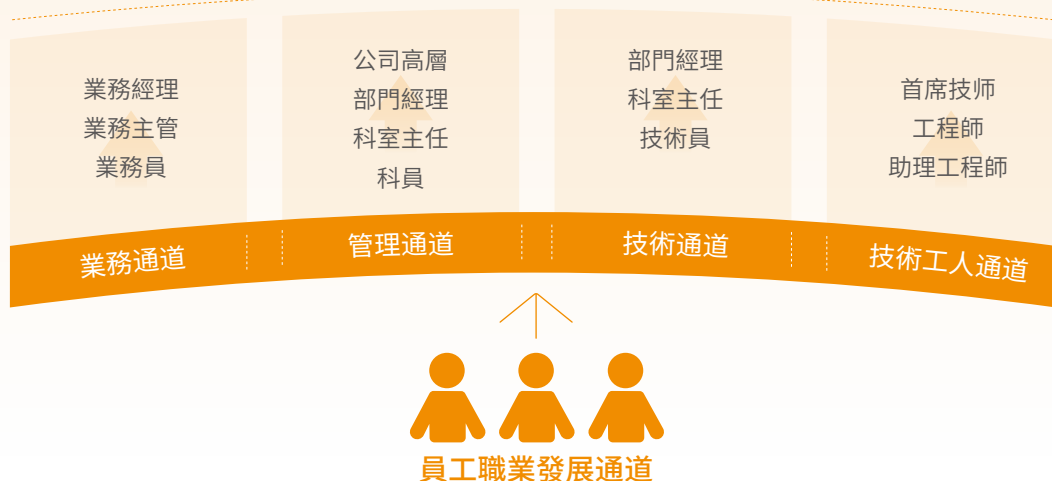 業務經理
業務主管
業務員
公司高層
部門經理
科室主任
科員
部門經理
科室主任
技術員
首席技师
工程師
助理工程師
業務通道
管理通道
技術通道
技術工人通道
員工職業發展通道